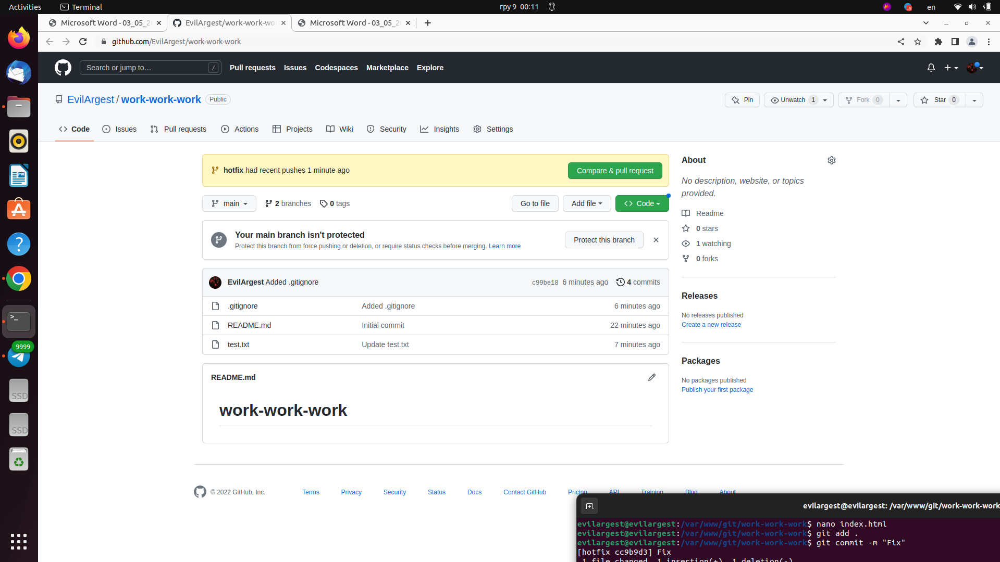 Activities
Terminal
гру 9 00:11
en
Microsoft Word - 03_05_2
EvilArgest/work-work-wo
Microsoft Word - 03_05_2
github.com/EvilArgest/work-work-work
Search or jump to…
/
Pull requests
Issues
Codespaces
Marketplace
Explore
EvilArgest / work-work-work
Public
Pin
Unwatch 1
Fork 0
Star 0
Code
Issues
Pull requests
Actions
Projects
Wiki
Security
Insights
Settings
hotfix had recent pushes 1 minute ago
Compare & pull request
main
2 branches
0 tags
Go to file
Add file
Code
Your main branch isn't protected
Protect this branch from force pushing or deletion, or require status checks before merging. Learn more
Protect this branch
EvilArgest Added .gitignore
c99be18 6 minutes ago
4 commits
.gitignore
Added .gitignore
6 minutes ago
README.md
Initial commit
22 minutes ago
test.txt
Update test.txt
7 minutes ago
README.md
work-work-work
About
No description, website, or topics
provided.
Readme
0 stars
1 watching
0 forks
Releases
No releases published
Create a new release
Packages
No packages published
Publish your first package
© 2022 GitHub, Inc.
Terms
Privacy
Security
Status
Docs
Contact GitHub
Pricing
API
Training
Blog
About
9999
SSD
SSD
evilargest@evilargest: /var/www/git/work-work-work
evilargest@evilargest:/var/www/git/work-work-work$ nano index.html
evilargest@evilargest:/var/www/git/work-work-work$ git add .
evilargest@evilargest:/var/www/git/work-work-work$ git commit -m "Fix"
[hotfix cc9b9d3] Fix
1 file changed, 1 insertion(+), 1 deletion(-)